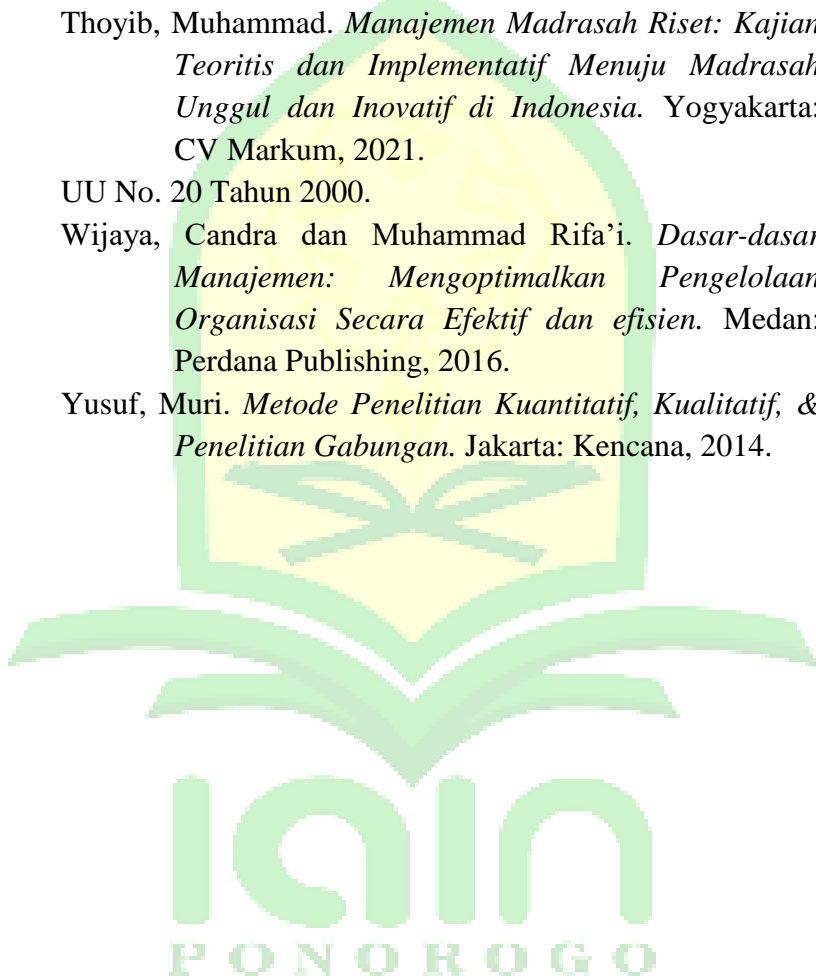 Thoyib, Muhammad. Manajemen Madrasah Riset: Kajian
Teoritis dan Implementatif Menuju Madrasah
Unggul dan Inovatif di Indonesia. Yogyakarta:
CV Markum, 2021.
UU No. 20 Tahun 2000.
Wijaya, Candra dan Muhammad Rifa’i. Dasar-dasar
Manajemen: Mengoptimalkan Pengelolaan
Organisasi Secara Efektif dan efisien. Medan:
Perdana Publishing, 2016.
Yusuf, Muri. Metode Penelitian Kuantitatif, Kualitatif, &
Penelitian Gabungan. Jakarta: Kencana, 2014.
iain
PONOROGO